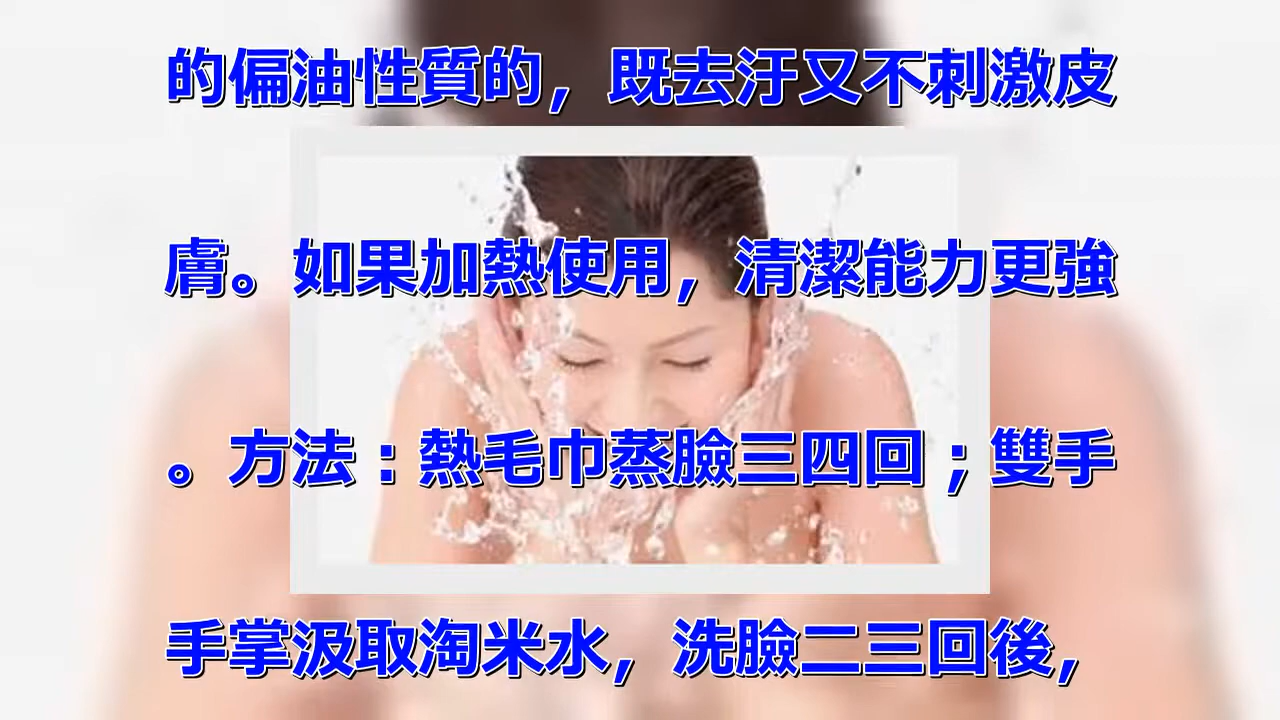 的偏油性質的，既去汙又不刺激皮
膚。如果加熱使用，清潔能力更強
。方法：熱毛巾蒸臉三四回；雙手
手掌汲取淘米水，洗臉二三回後，